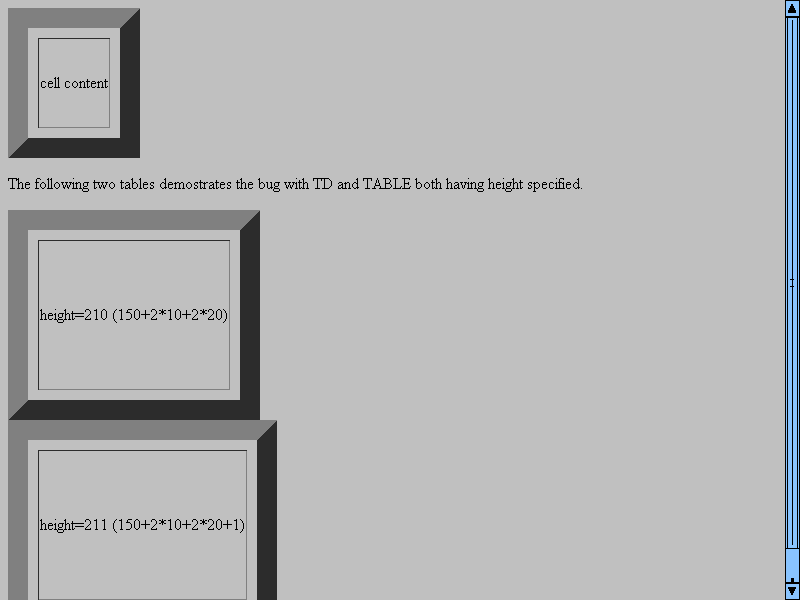 cell content
The following two tables demostrates the bug with TD and TABLE both having height specified.
height=210 (150+2*10+2*20)
height=211 (150+2*10+2*20+1)